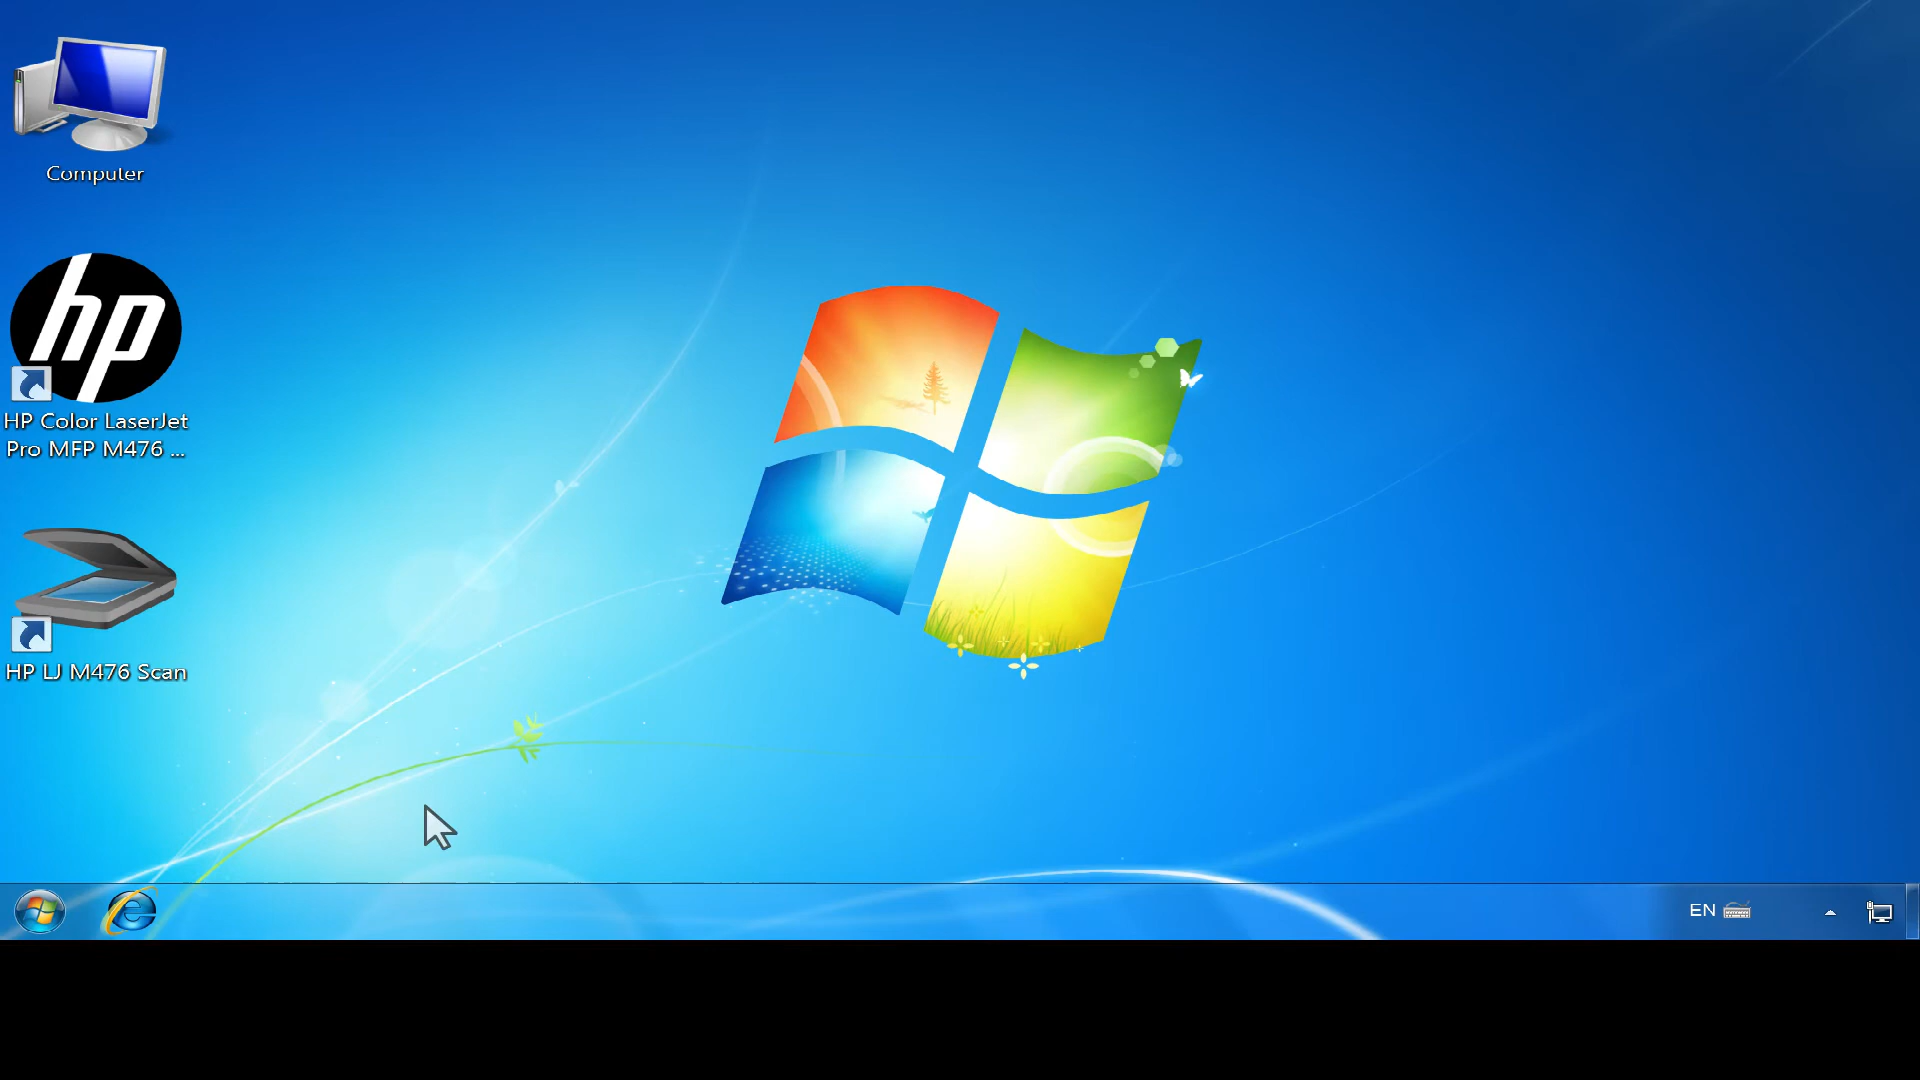 Computer
hp
HP Color LaserJet
Pro MFP M476 ...
HP LJ M476 Scan
EN